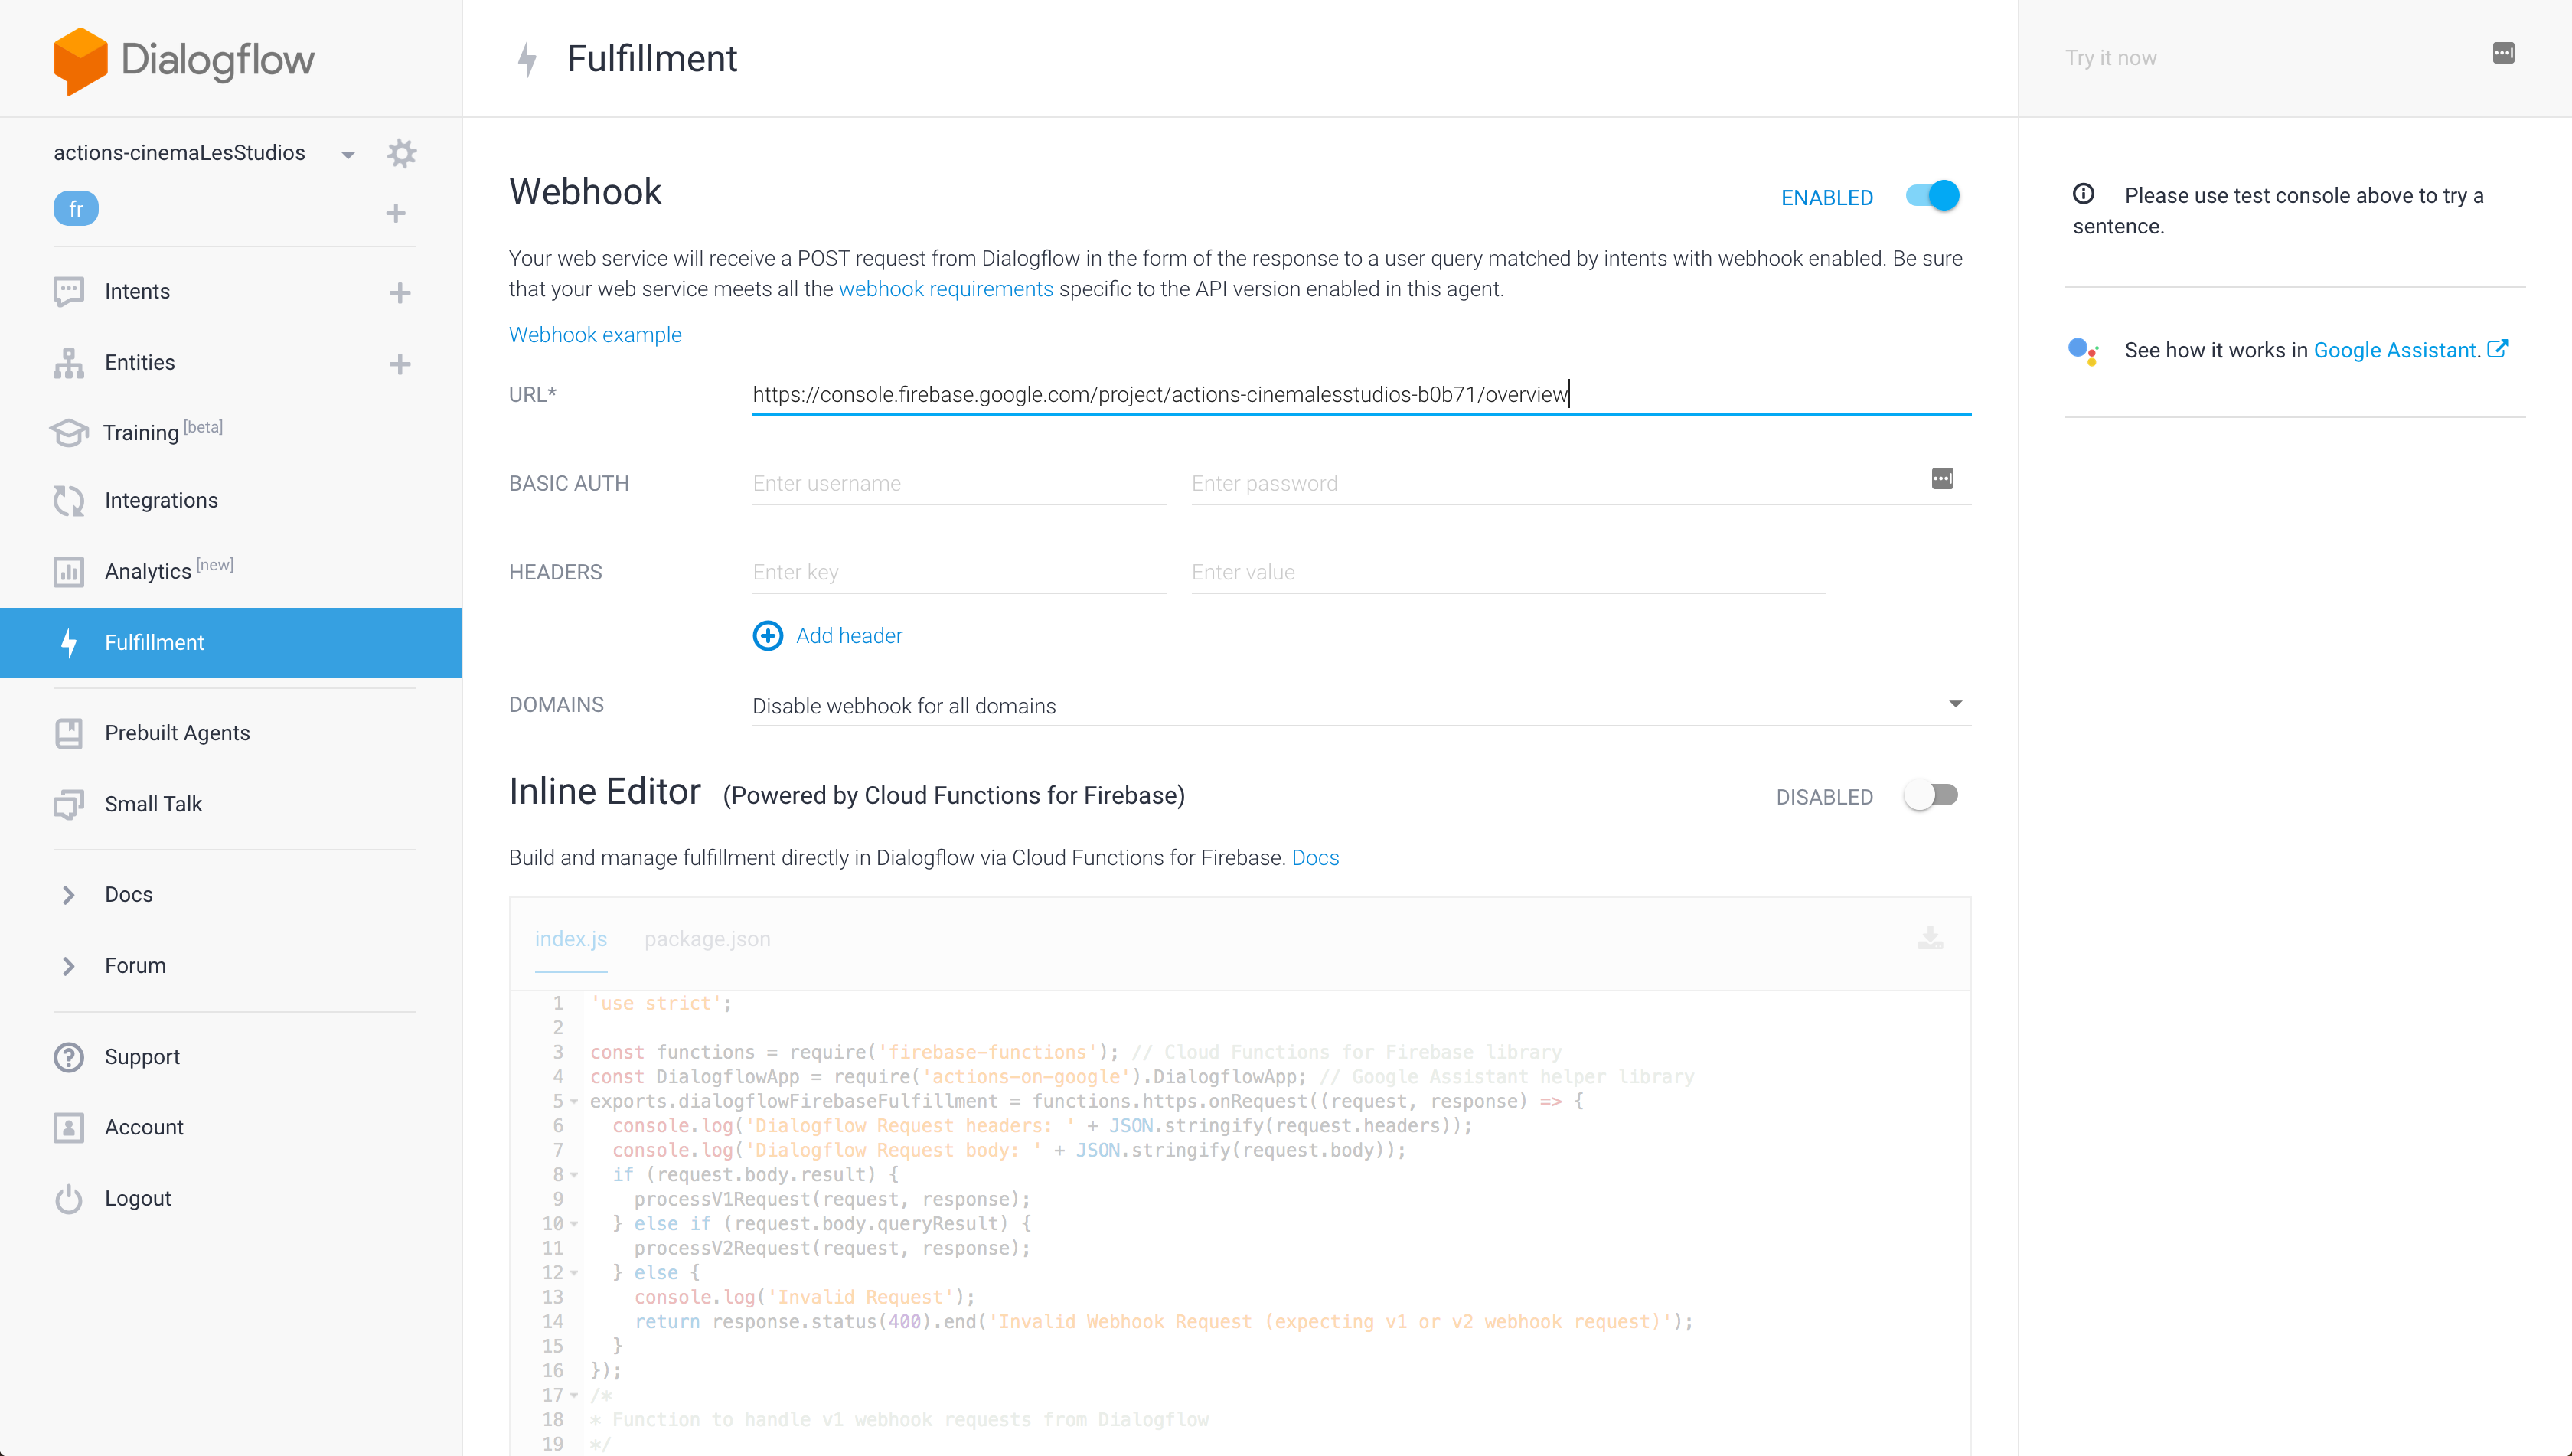 Dialogflow
actions-cinemaLesStudios
fr
Intents
Entities
Training [beta]
Integrations
Analytics [new]
Fulfillment
Prebuilt Agents
Small Talk
Docs
Forum
Support
Account
Logout
Fulfillment
Webhook
ENABLED
Your web service will receive a POST request from Dialogflow in the form of the response to a user query matched by intents with webhook enabled. Be sure
that your web service meets all the webhook requirements specific to the API version enabled in this agent.
Webhook example
URL* https://console.firebase.google.com/project/actions-cinemalesstudios-b0b71/overview
BASIC AUTH Enter username Enter password
HEADERS Enter key Enter value
Add header
DOMAINS Disable webhook for all domains
Inline Editor (Powered by Cloud Functions for Firebase) DISABLED
Build and manage fulfillment directly in Dialogflow via Cloud Functions for Firebase. Docs
index.js package.json
1 'use strict';
2
3 const functions = require('firebase-functions'); // Cloud Functions for Firebase library
4 const DialogflowApp = require('actions-on-google').DialogflowApp; // Google Assistant helper library
5 exports.dialogflowFirebaseFulfillment = functions.https.onRequest((request, response) => {
6 console.log('Dialogflow Request headers: ' + JSON.stringify(request.headers));
7 console.log('Dialogflow Request body: ' + JSON.stringify(request.body));
8 if (request.body.result) {
9 processV1Request(request, response);
10 } else if (request.body.queryResult) {
11 processV2Request(request, response);
12 } else {
13 console.log('Invalid Request');
14 return response.status(400).end('Invalid Webhook Request (expecting v1 or v2 webhook request)');
15 }
16 });
17 /*
18 * Function to handle v1 webhook requests from Dialogflow
19 */
Try it now
Please use test console above to try a
sentence.
See how it works in Google Assistant.